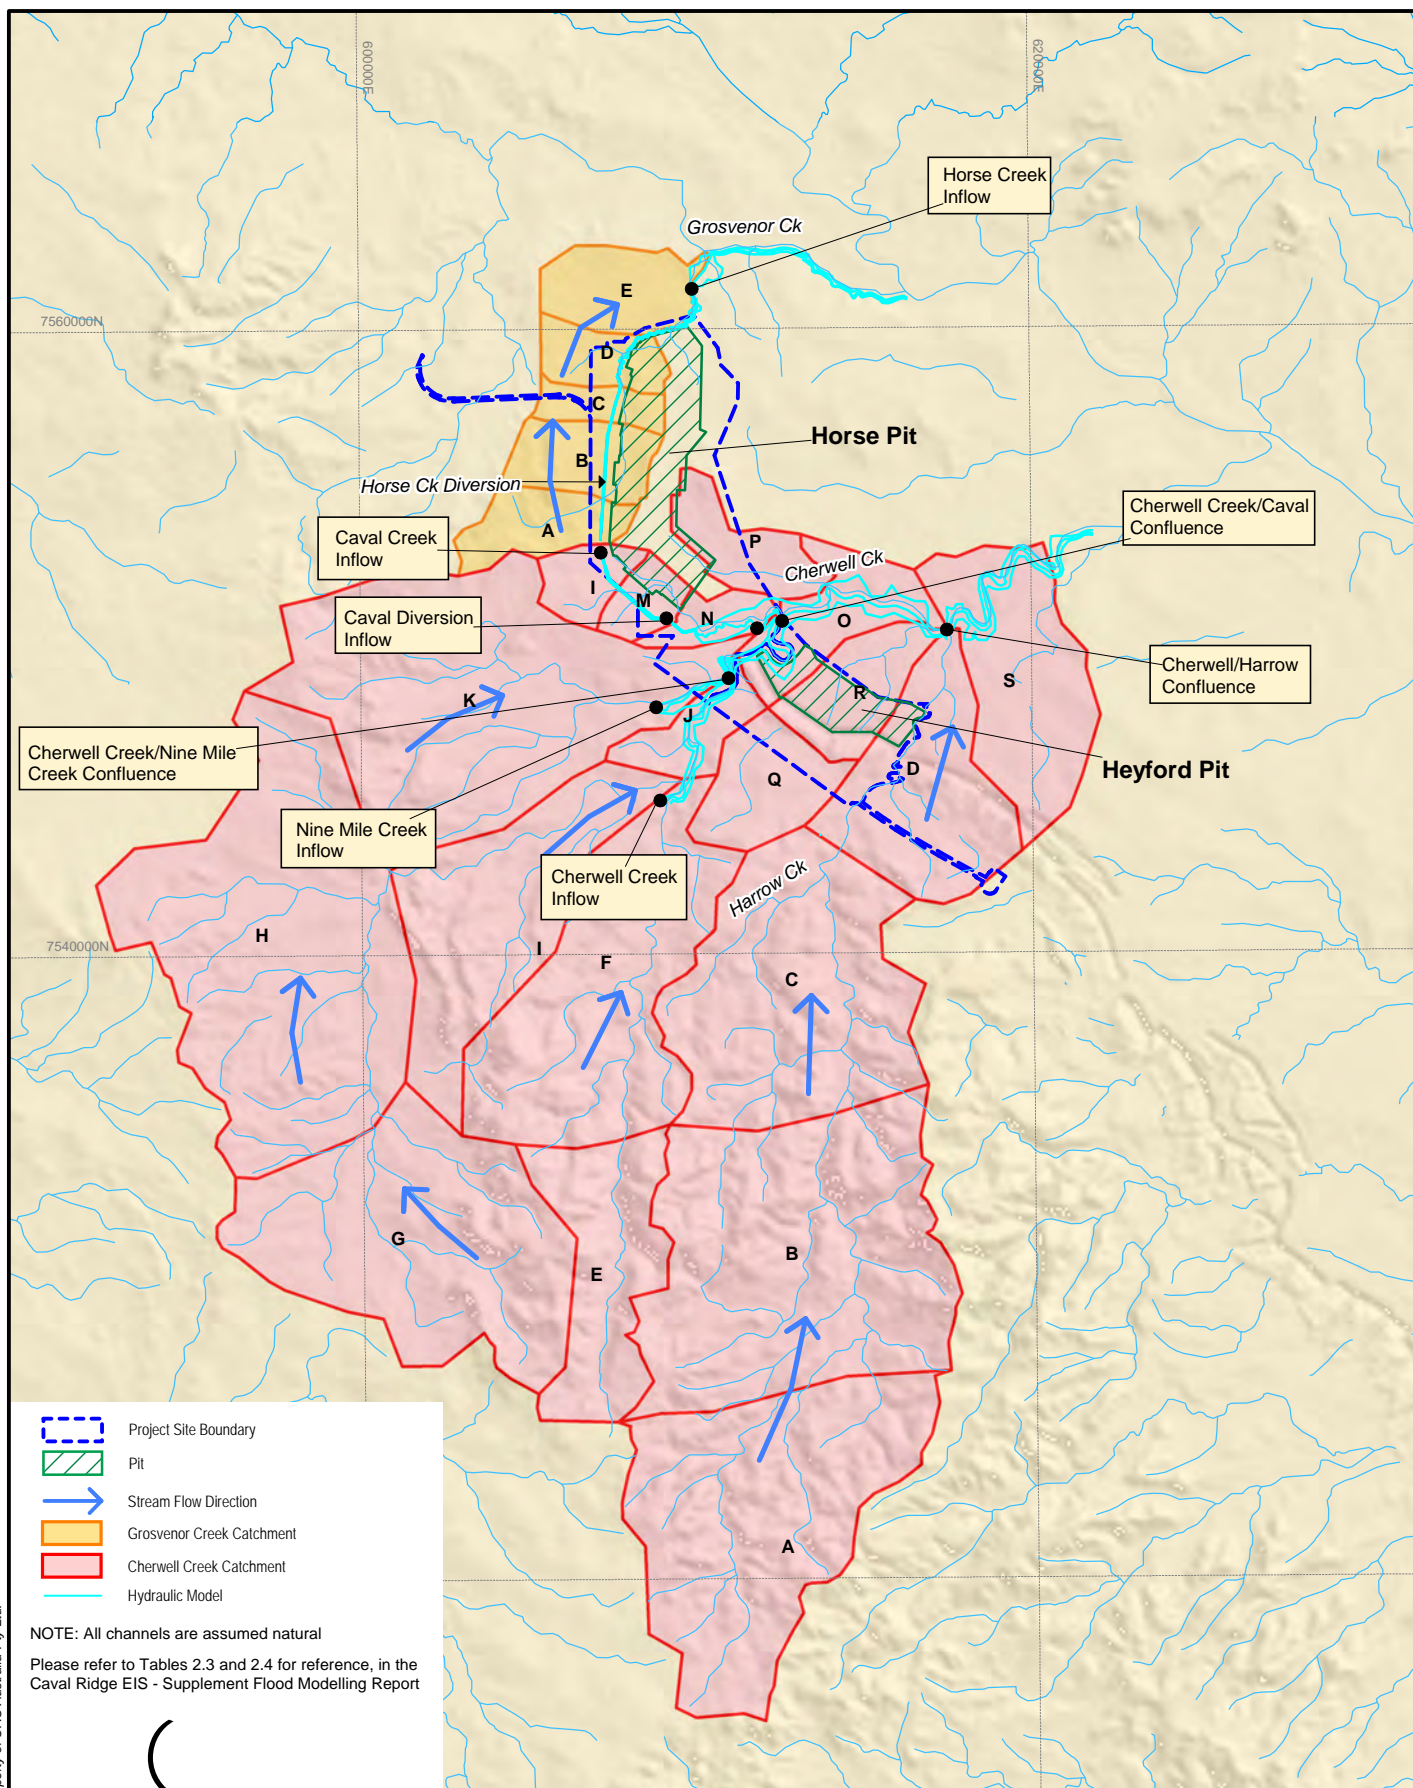 600000E
620000E
Horse Creek
Inflow
Grosvenor Ck
E
7560000N
D
C
Horse Pit
B
Horse Ck Diversion
Cherwell Creek/Caval
Confluence
A
Caval Creek
Inflow
P
Cherwell Ck
I
M
Caval Diversion
Inflow
N
O
Cherwell/Harrow
Confluence
S
R
K
J
Cherwell Creek/Nine Mile
Creek Confluence
D
Heyford Pit
Q
Nine Mile Creek
Inflow
Cherwell Creek
Inflow
Harrow Ck
H
7540000N
I
F
C
G
B
E
A
Project Site Boundary
Pit
Stream Flow Direction
Grosvenor Creek Catchment
Cherwell Creek Catchment
Hydraulic Model
NOTE: All channels are assumed natural
Please refer to Tables 2.3 and 2.4 for reference, in the
Caval Ridge EIS - Supplement Flood Modelling Report